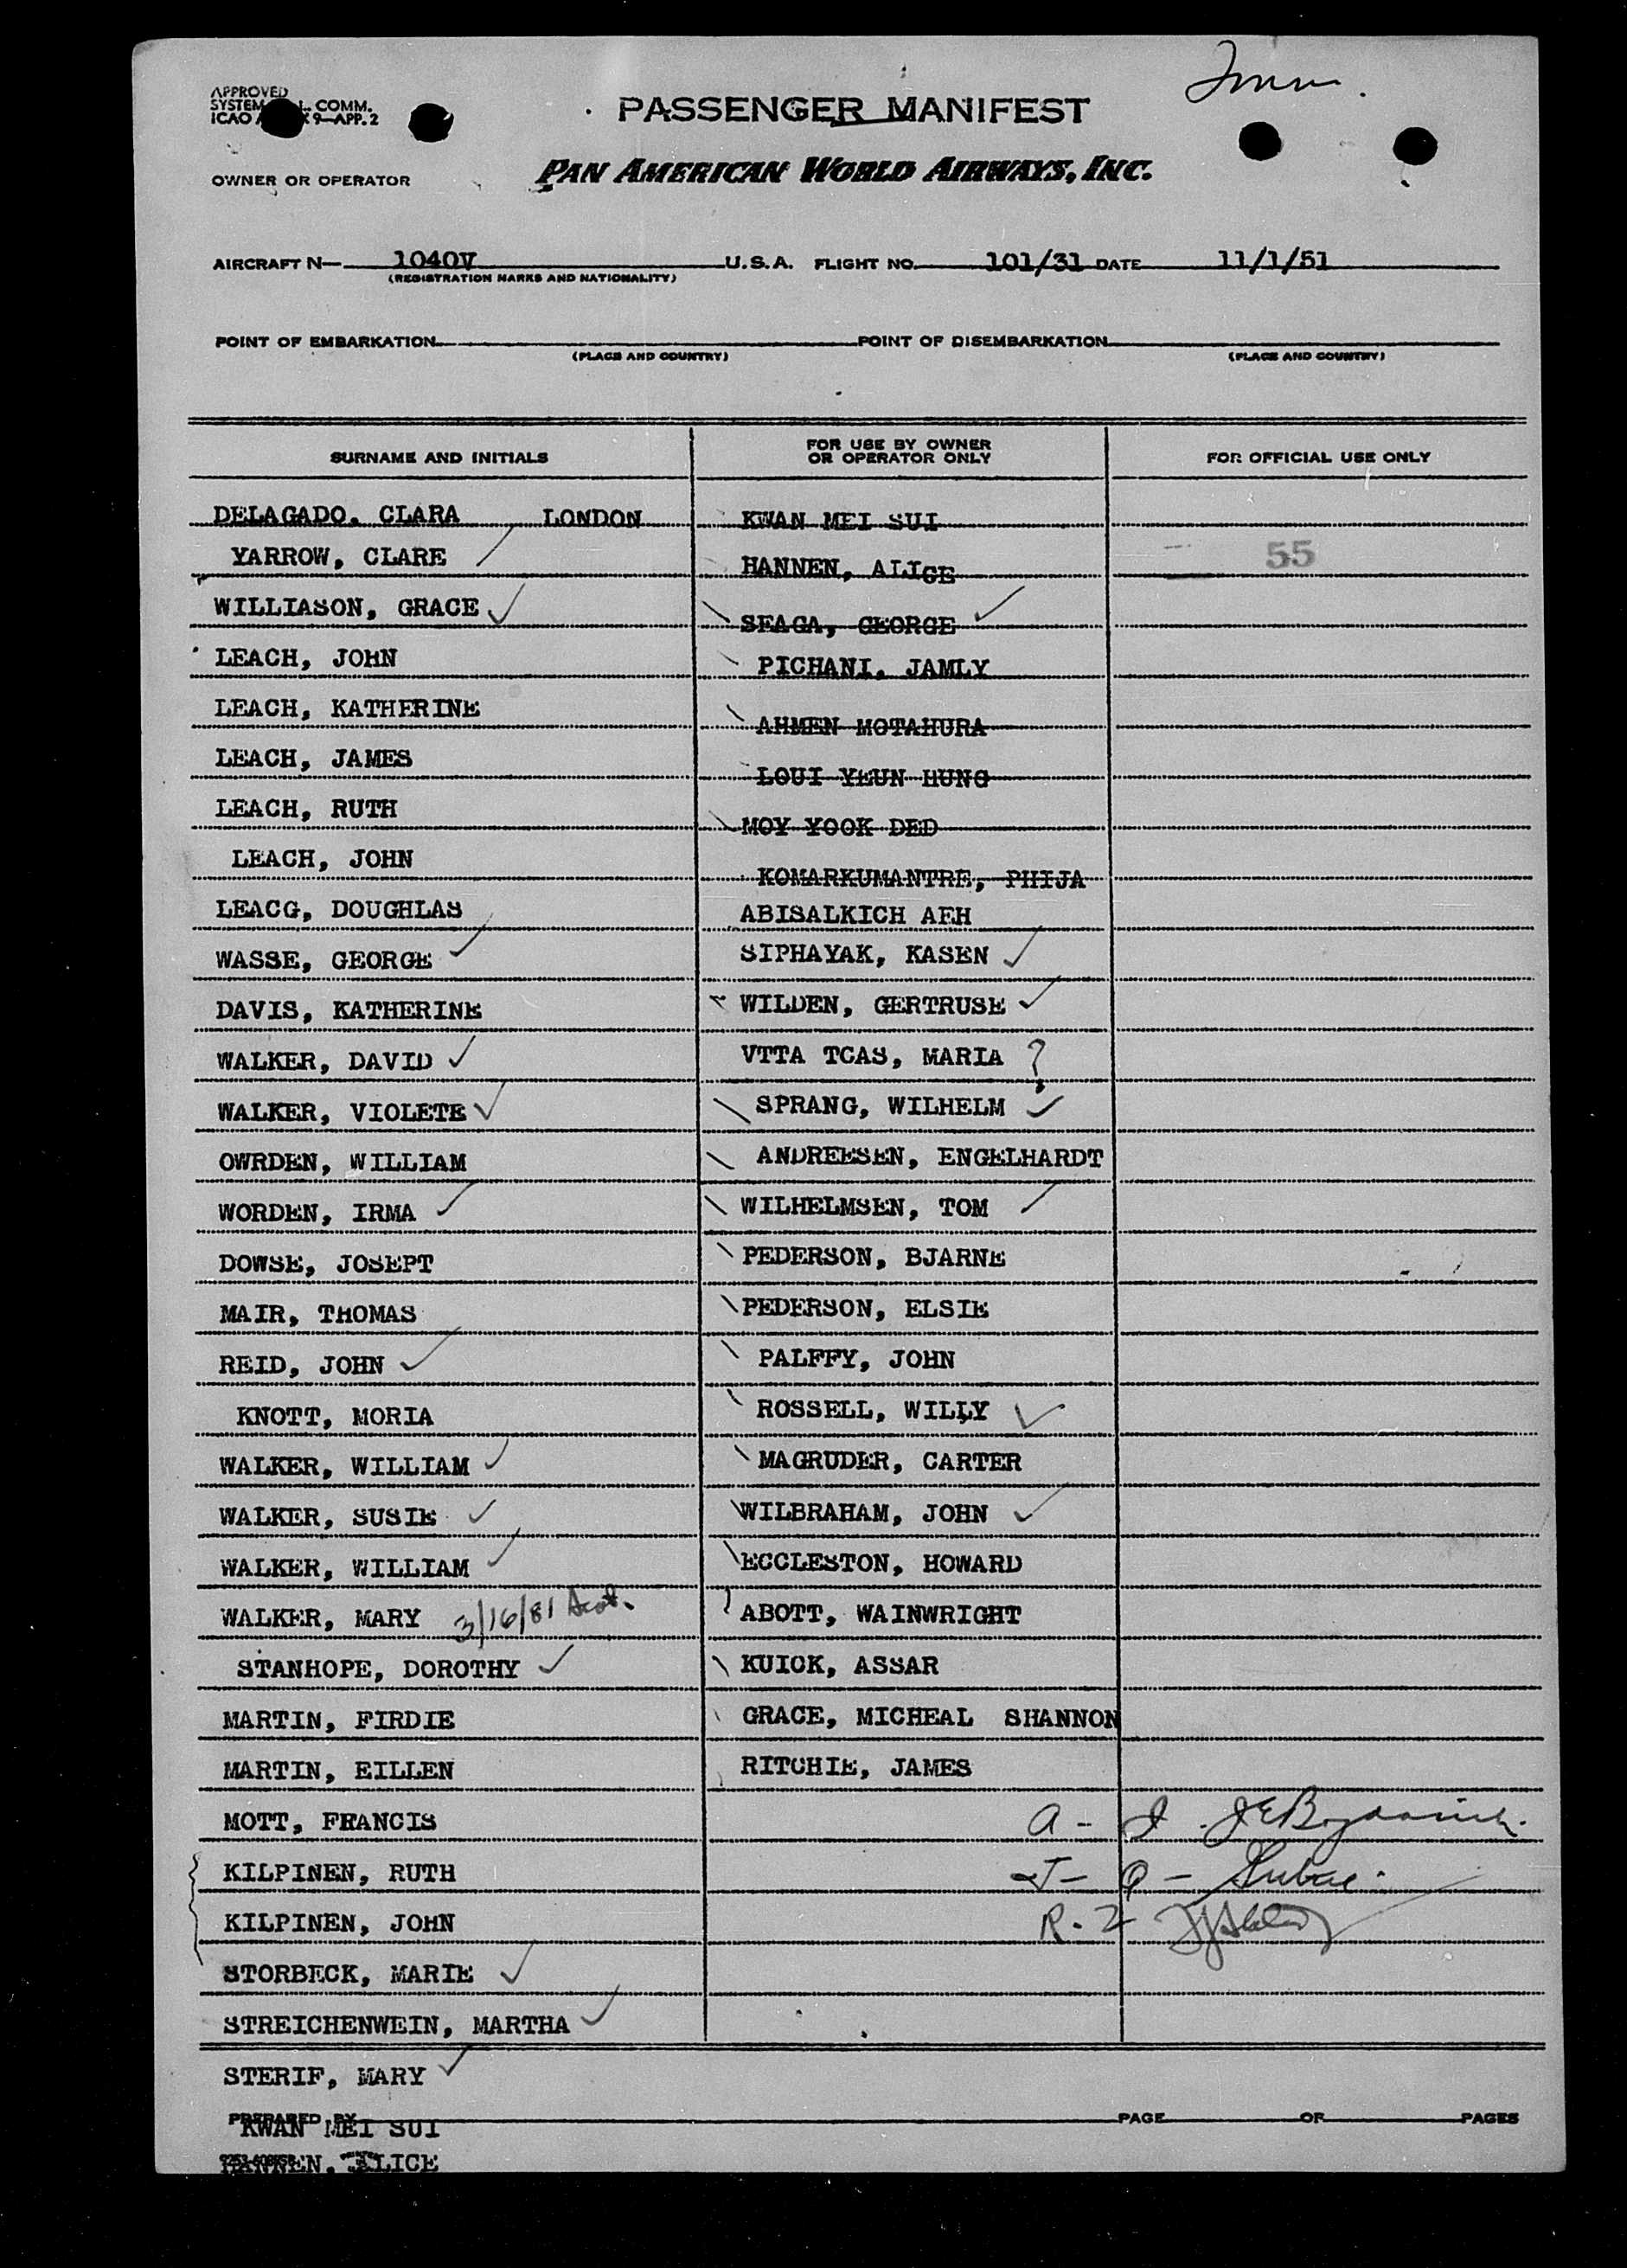 Imm.
APPROVED
SYSTEM COMM.
ICAO 9—APP. 2
PASSENGER MANIFEST
OWNER OR OPERATOR PAN AMERICAN WORLD AIRWAYS, INC.
AIRCRAFT N— 1040V U.S.A. FLIGHT NO. 101/31 DATE 11/1/51
(REGISTRATION MARKS AND NATIONALITY)
POINT OF EMBARKATION POINT OF DISEMBARKATION
(PLACE AND COUNTRY) (PLACE AND COUNTRY)
SURNAME AND INITIALS
FOR USE BY OWNER
OR OPERATOR ONLY
FOR OFFICIAL USE ONLY
DELAGADO, CLARA LONDON
YARROW, CLARE
WILLIASON, GRACE
LEACH, JOHN
LEACH, KATHERINE
LEACH, JAMES
LEACH, RUTH
LEACH, JOHN
LEACG, DOUGHLAS
WASSE, GEORGE
DAVIS, KATHERINE
WALKER, DAVID
WALKER, VIOLETE
OWRDEN, WILLIAM
WORDEN, IRMA
DOWSE, JOSEPT
MAIR, THOMAS
REID, JOHN
KNOTT, MORIA
WALKER, WILLIAM
WALKER, SUSIE
WALKER, WILLIAM
WALKER, MARY 3/16/81 Scot.
STANHOPE, DOROTHY
MARTIN, FIRDIE
MARTIN, EILLEN
MOTT, FRANCIS
KILPINEN, RUTH
KILPINEN, JOHN
STORBECK, MARIE
STREICHENWEIN, MARTHA
STERIF, MARY
KWAN MEI SUI
HANNEN, ALICE
SEAGA, GEORGE
PICHANI, JAMLY
AHMEN MOTAHURA
LOUI YEUN HUNG
MOY YOOK DED
KOMARKUMANTRE, PHIJA
ABISALKICH AEH
SIPHAYAK, KASEN
WILDEN, GERTRUSE
VTTA TCAS, MARIA ?
SPRANG, WILHELM
ANDREESEN, ENGELHARDT
WILHELMSEN, TOM
PEDERSON, BJARNE
PEDERSON, ELSIE
PALFFY, JOHN
ROSSELL, WILLY
MAGRUDER, CARTER
WILBRAHAM, JOHN
ECCLESTON, HOWARD
ABOTT, WAINWRIGHT
KUICK, ASSAR
GRACE, MICHEAL SHANNON
RITCHIE, JAMES
55
A - I
J - 9 -
R - 2
PREPARED BY PAGE OF PAGES
KWAN MEI SUI
HANNEN, ALICE